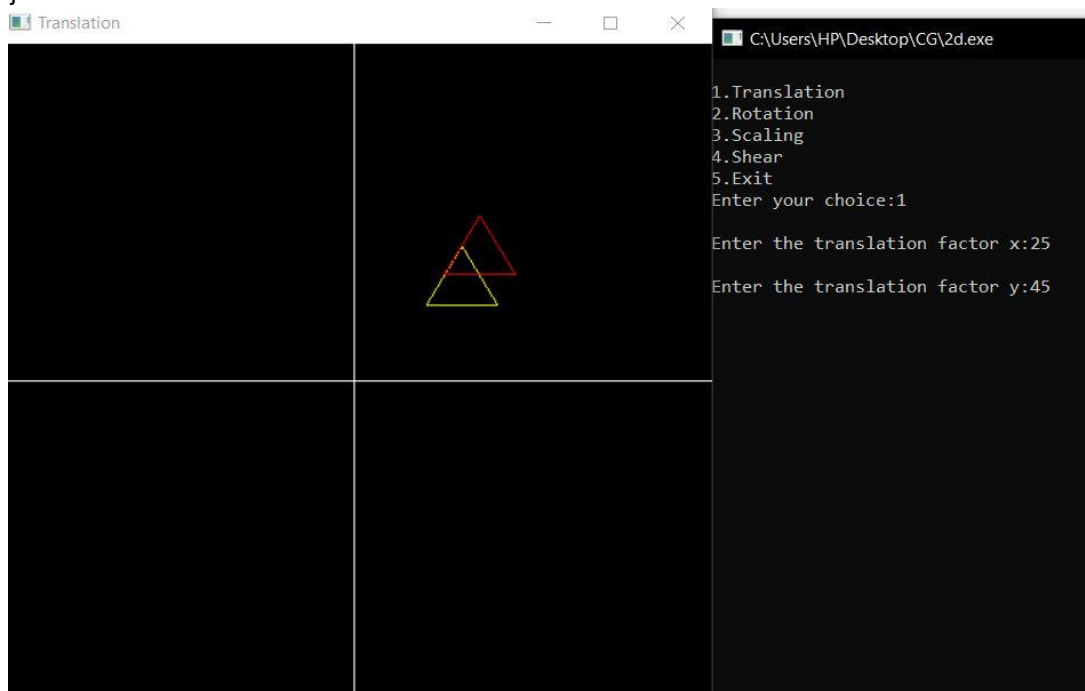 Translation
C:\Users\HP\Desktop\CG\2d.exe
1.Translation
2.Rotation
3.Scaling
4.Shear
5.Exit
Enter your choice:1
Enter the translation factor x:25
Enter the translation factor y:45